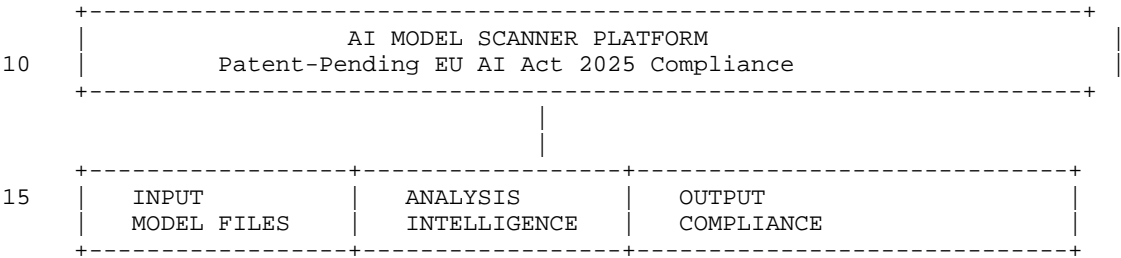 +-----------------------------------------------------------------------+
| AI MODEL SCANNER PLATFORM |
10 | Patent-Pending EU AI Act 2025 Compliance |
+-----------------------------------------------------------------------+
|
|
+------------------+------------------+------------------------------+
15 | INPUT | ANALYSIS | OUTPUT |
| MODEL FILES | INTELLIGENCE | COMPLIANCE |
+------------------+------------------+------------------------------+